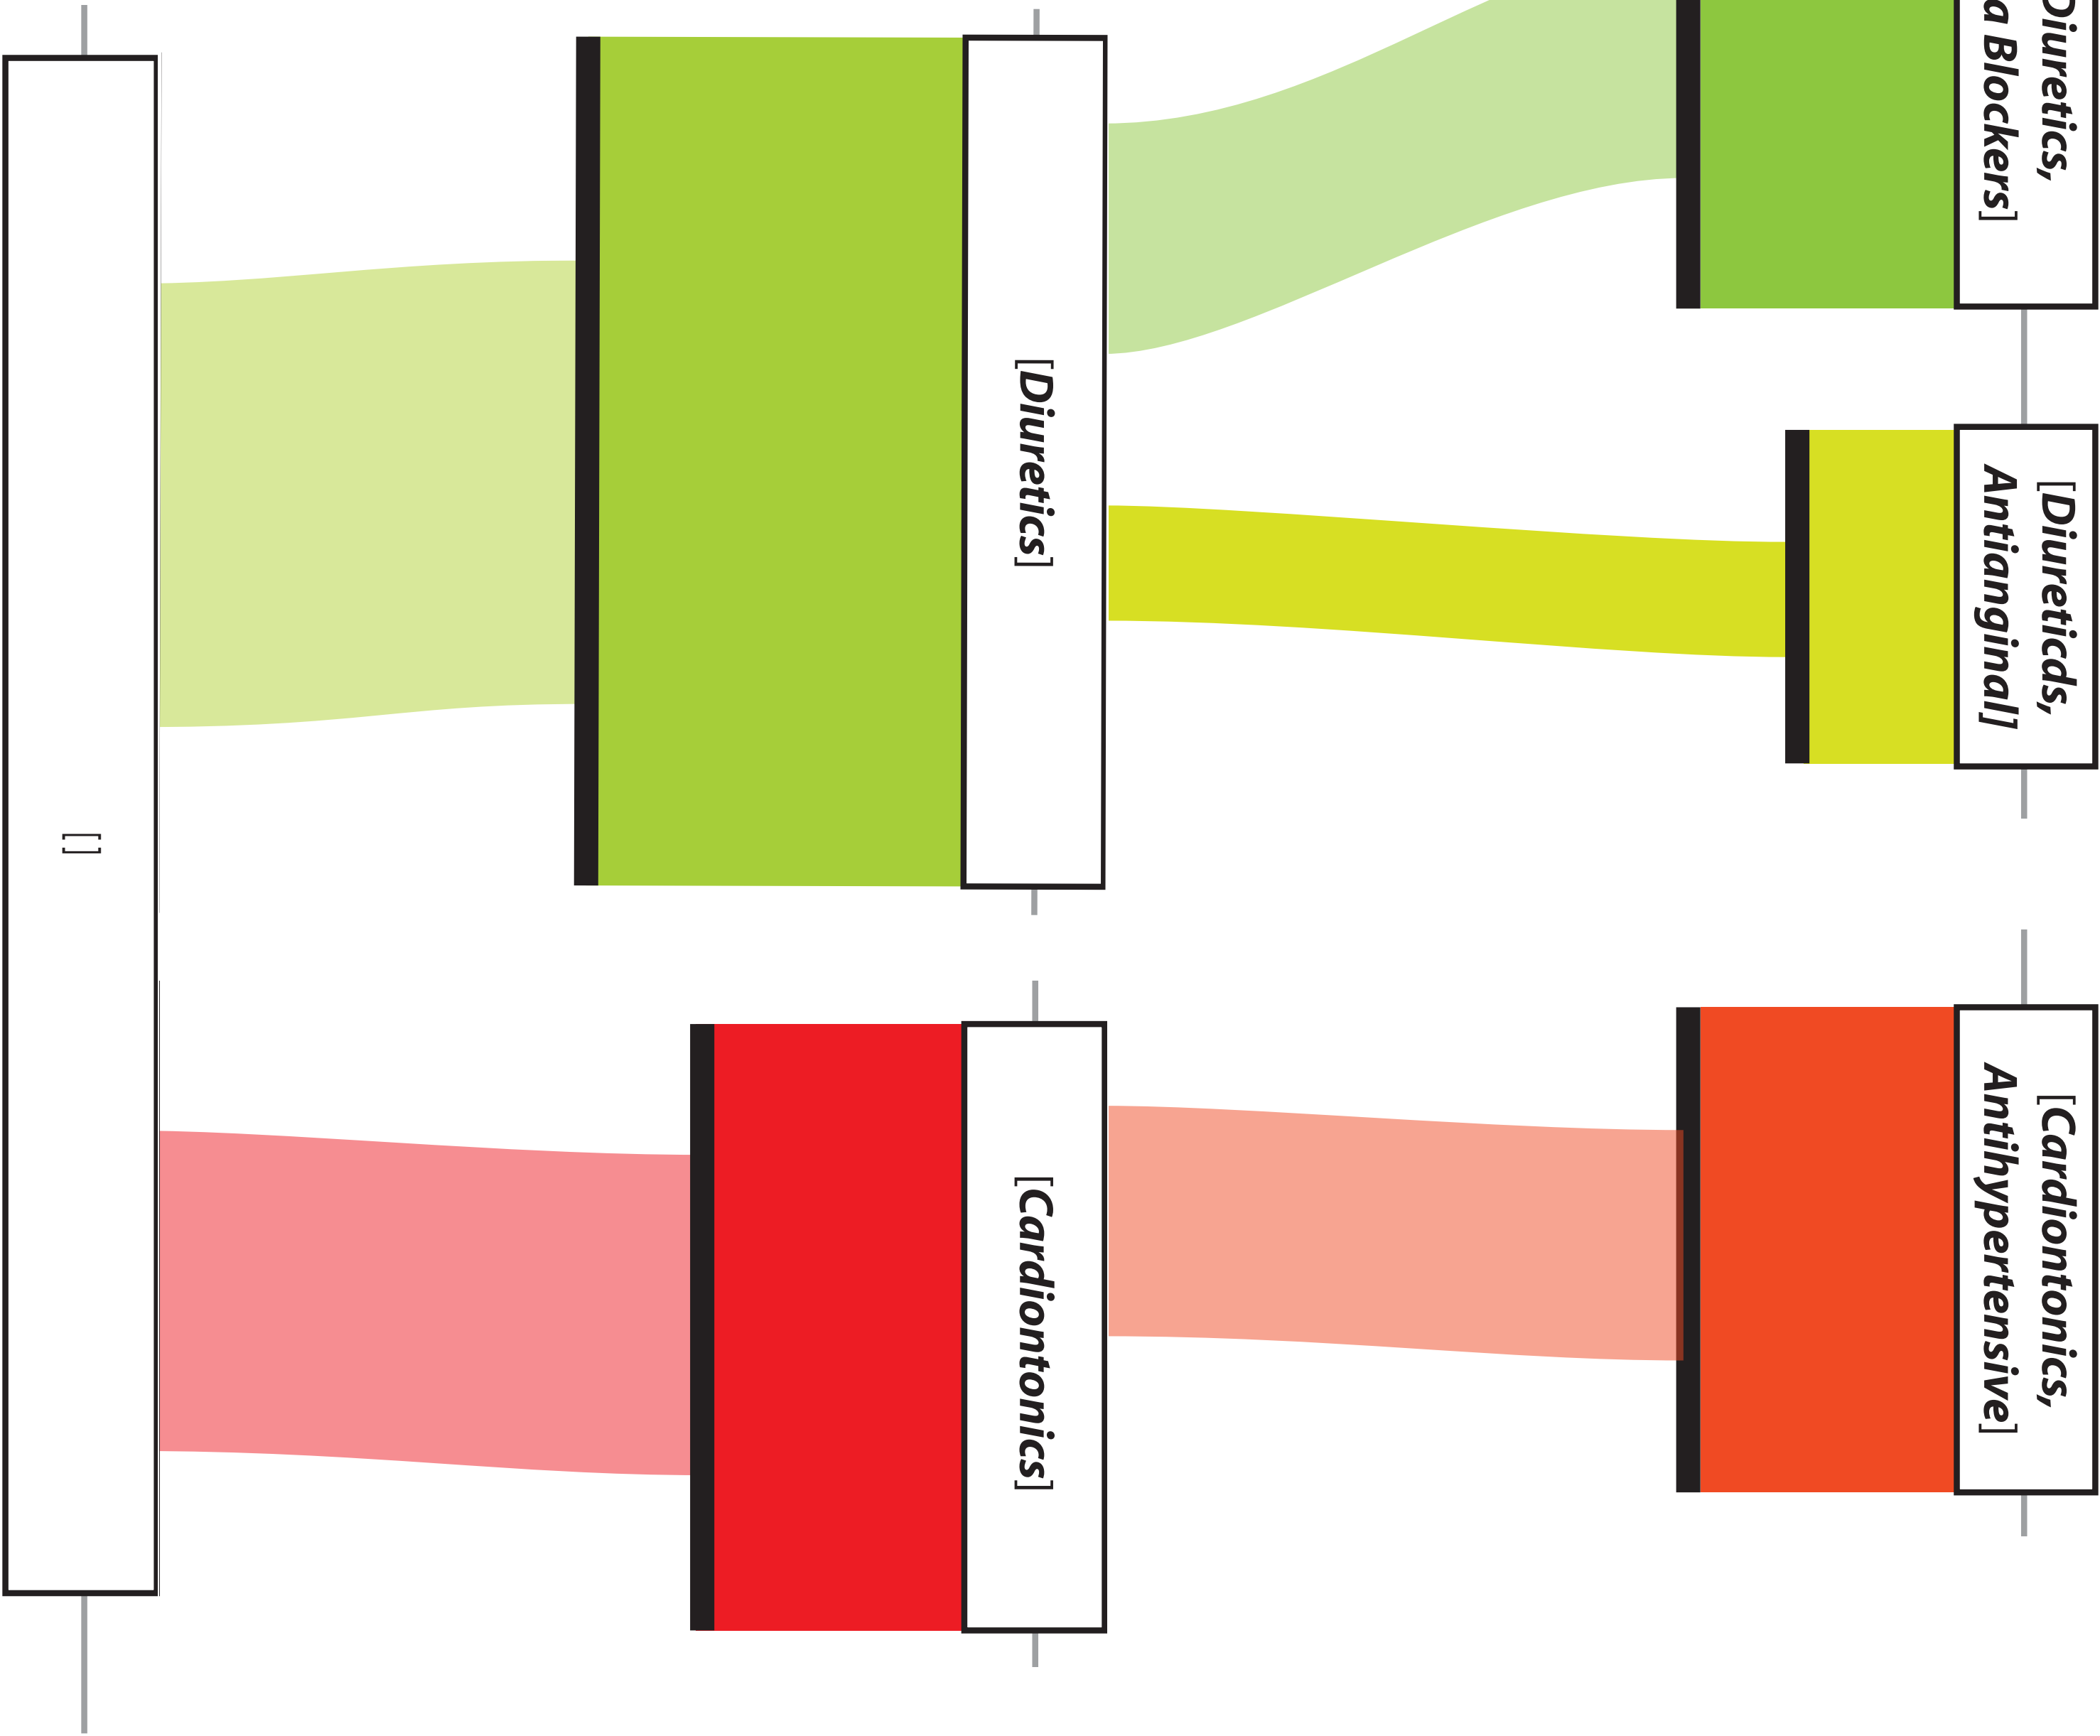 []
[Diuretics]
[Cardiontonics]
Diuretics,
a Blockers]
[Diureticds,
Antianginal]
[Cardiontonics,
Antihypertensive]